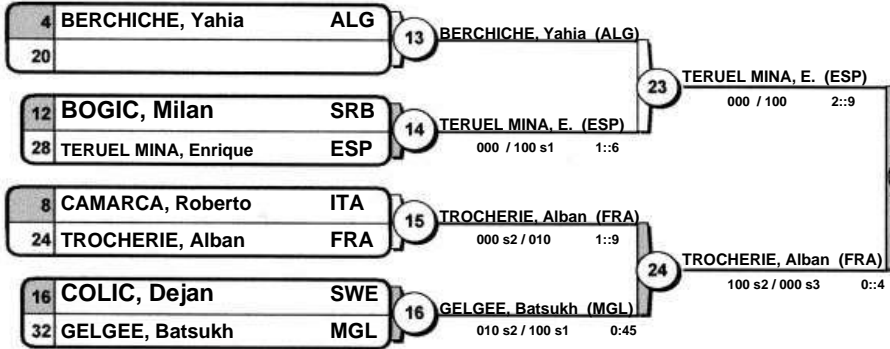 4 BERCHICHE, Yahia ALG
20
13
BERCHICHE, Yahia (ALG)
12 BOGIC, Milan SRB
28 TERUEL MINA, Enrique ESP
14
TERUEL MINA, E. (ESP)
000 / 100 s1 1::6
23
TERUEL MINA, E. (ESP)
000 / 100 2::9
8 CAMARCA, Roberto ITA
24 TROCHERIE, Alban FRA
15
TROCHERIE, Alban (FRA)
000 s2 / 010 1::9
16 COLIC, Dejan SWE
32 GELGEE, Batsukh MGL
16
GELGEE, Batsukh (MGL)
010 s2 / 100 s1 0:45
24
TROCHERIE, Alban (FRA)
100 s2 / 000 s3 0::4